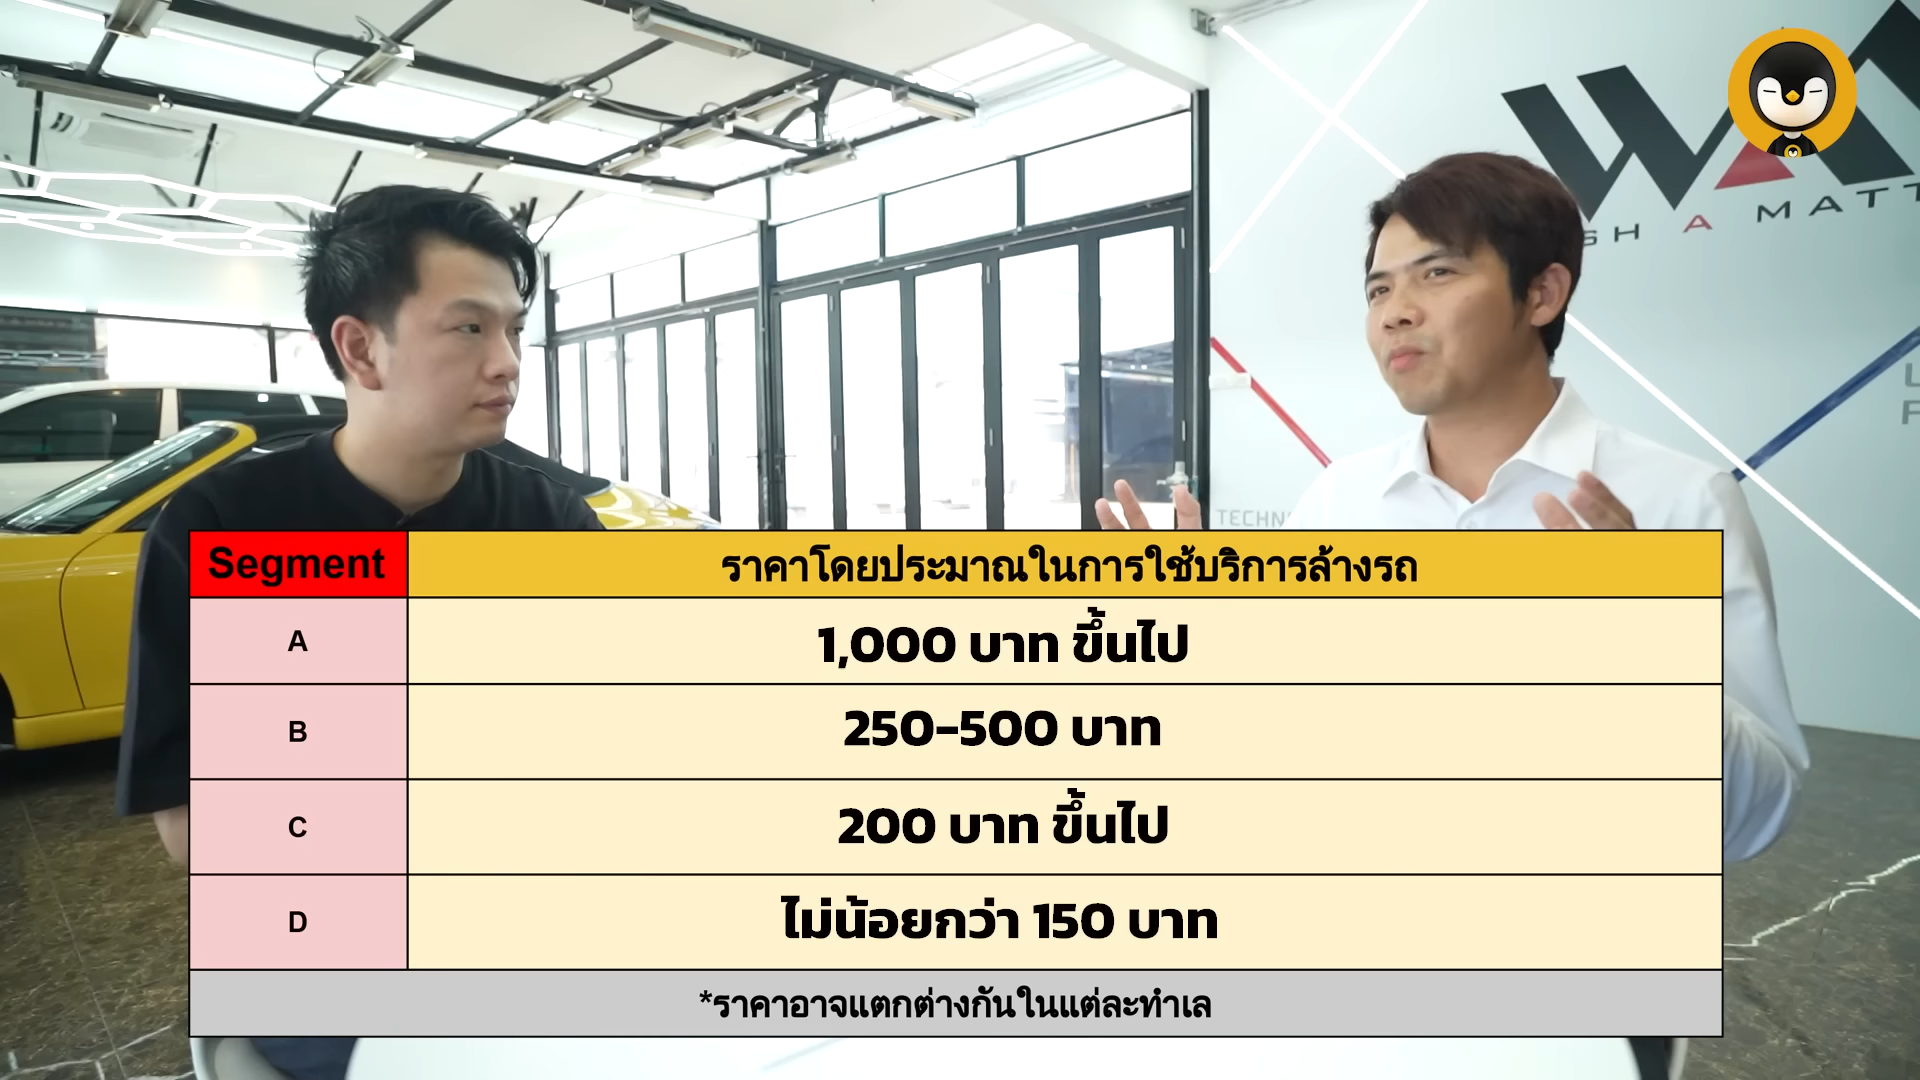 WA
SH A MATT
TECHN
Segment ราคาโดยประมาณในการใช้บริการล้างรถ
A 1,000 บาท ขึ้นไป
B 250-500 บาท
C 200 บาท ขึ้นไป
D ไม่น้อยกว่า 150 บาท
*ราคาอาจแตกต่างกันในแต่ละทำเล